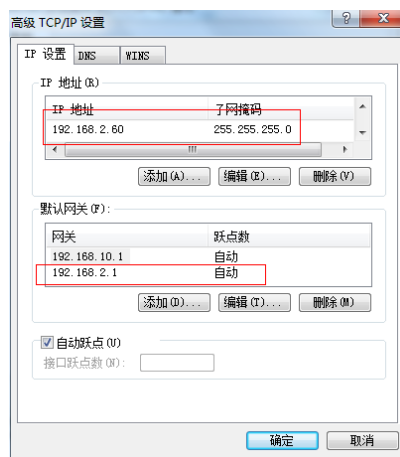 高级 TCP/IP 设置
IP 设置 DNS WINS
IP 地址(R)
IP 地址 子网掩码
192.168.2.60 255.255.255.0
添加(A)... 编辑(E)... 删除(V)
默认网关(F):
网关 跃点数
192.168.10.1 自动
192.168.2.1 自动
添加(D)... 编辑(T)... 删除(M)
自动跃点(U)
接口跃点数(N):
确定 取消